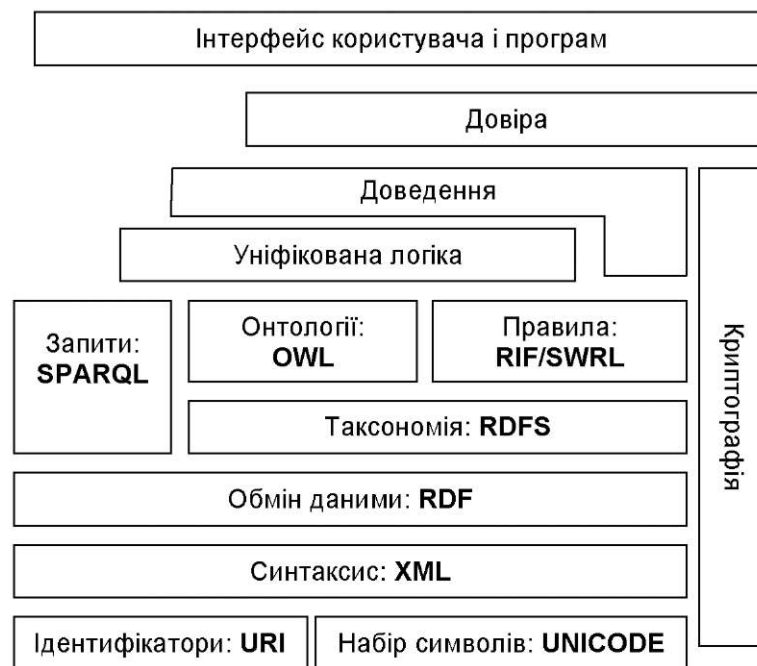 Інтерфейс користувача і програм
Довіра
Доведення
Уніфікована логіка
Запити:
SPARQL
Онтології:
OWL
Правила:
RIF/SWRL
Таксономія: RDFS
Обмін даними: RDF
Синтаксис: XML
Ідентифікатори: URI
Набір символів: UNICODE
Криптографія